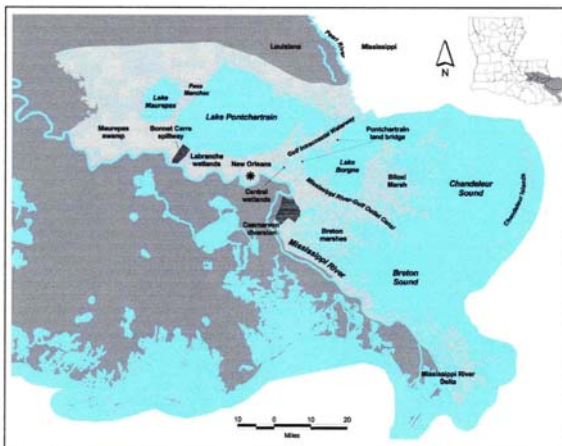 Louisiana
Pearl River
Mississippi
N
Pass
Manchac
Lake
Maurepas
Lake Pontchartrain
Gulf Intracoastal Waterway
Pontchartrain
land bridge
Maurepas
swamp
Bonnet Carre
spillway
Labranche
wetlands
New Orleans
Lake
Borgne
Biloxi
Marsh
Chandeleur
Sound
Chandeleur Islands
Central
wetlands
Mississippi River-Gulf Outlet Canal
Caernarvon
diversion
Breton
marshes
Mississippi River
Breton
Sound
Mississippi River
Delta
10 0 10 20
Miles